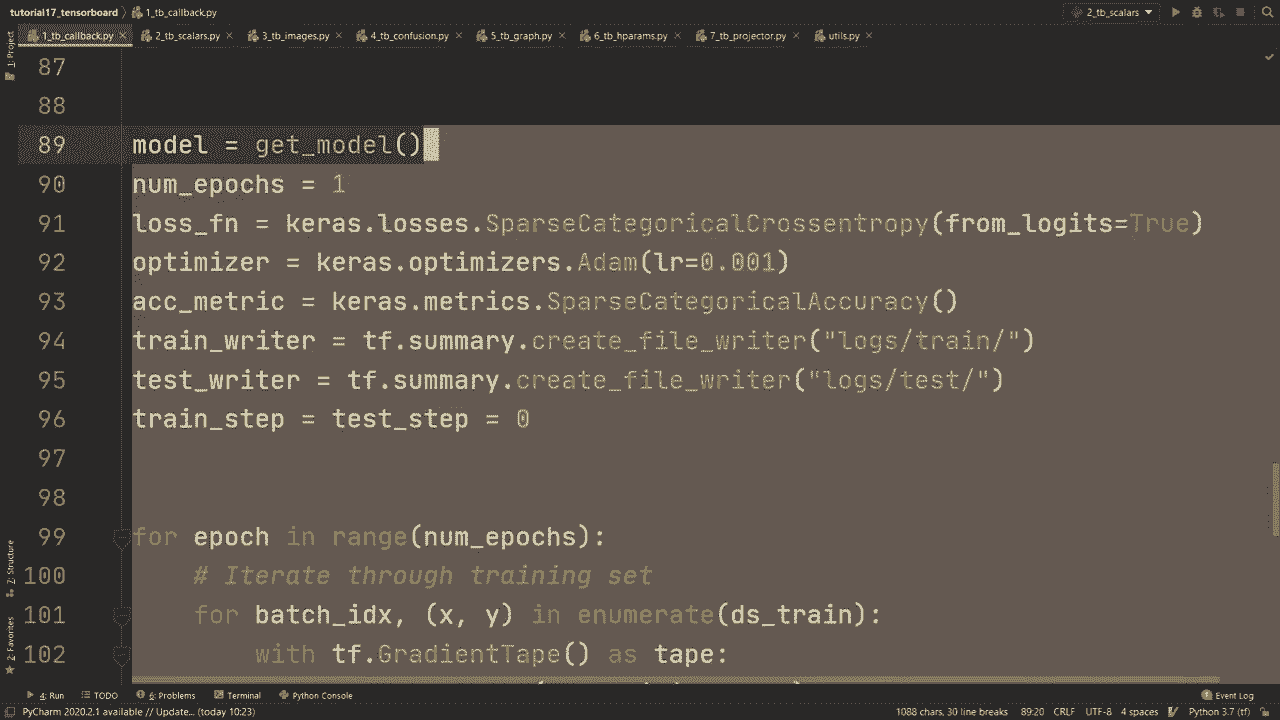 tutorial17_tensorboard 〉 1_tb_callback.py
2_tb_scalars
1_tb_callback.py
2_tb_scalars.py
3_tb_images.py
4_tb_confusion.py
5_tb_graph.py
6_tb_hparams.py
7_tb_projector.py
utils.py
1: Project
87
88
89 model = get_model()
90 num_epochs = 1
91 loss_fn = keras.losses.SparseCategoricalCrossentropy(from_logits=True)
92 optimizer = keras.optimizers.Adam(lr=0.001)
93 acc_metric = keras.metrics.SparseCategoricalAccuracy()
94 train_writer = tf.summary.create_file_writer("logs/train/")
95 test_writer = tf.summary.create_file_writer("logs/test/")
96 train_step = test_step = 0
97
98
99 for epoch in range(num_epochs):
100 # Iterate through training set
101 for batch_idx, (x, y) in enumerate(ds_train):
102 with tf.GradientTape() as tape:
Z: Structure
2: Favorites
4: Run
TODO
6: Problems
Terminal
Python Console
Event Log
PyCharm 2020.2.1 available // Update... (today 10:23)
1088 chars, 30 line breaks
89:20
CRLF
UTF-8
4 spaces
Python 3.7 (tf)